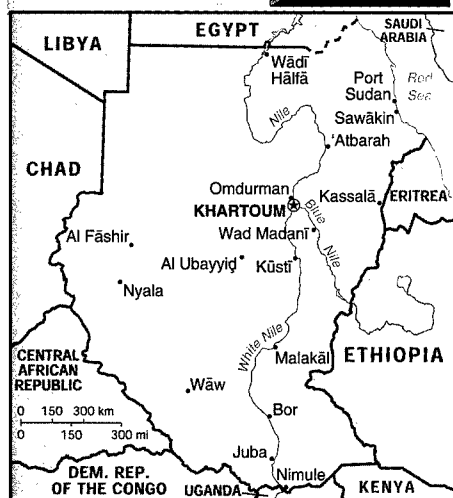 EGYPT
SAUDI
ARABIA
LIBYA
Wādī
Hālfā
Port
Sudan
Red
Sea
Sawākin
Nile
'Atbarah
CHAD
Omdurman
KHARTOUM
Kassalā
ERITREA
Blue
Nile
Wad Madanī
Al Fāshir
Al Ubayyiḍ
Kūstī
Nyala
White Nile
Malakāl
ETHIOPIA
CENTRAL
AFRICAN
REPUBLIC
Wāw
0 150 300 km
0 150 300 mi
Bor
Juba
Nimule
DEM. REP.
OF THE CONGO
UGANDA
KENYA